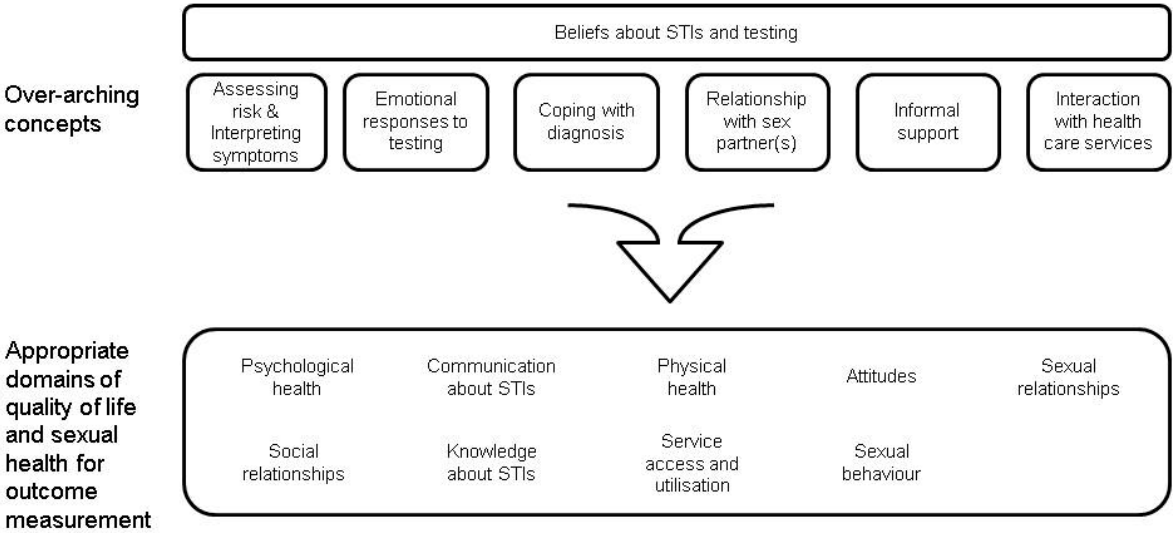 Beliefs about STIs and testing
Over-arching
concepts
Assessing
risk &
Interpreting
symptoms
Emotional
responses to
testing
Coping with
diagnosis
Relationship
with sex
partner(s)
Informal
support
Interaction
with health
care services
Appropriate
domains of
quality of life
and sexual
health for
outcome
measurement
Psychological
health
Communication
about STIs
Physical
health
Attitudes
Sexual
relationships
Social
relationships
Knowledge
about STIs
Service
access and
utilisation
Sexual
behaviour